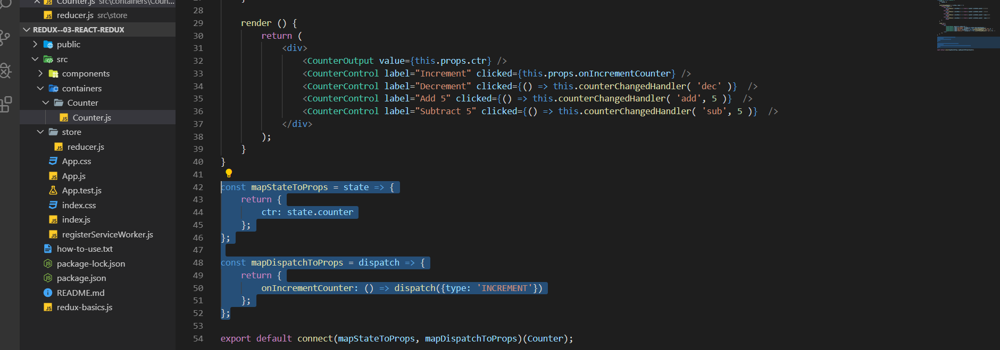 Counter.js src\containers\Coun...
reducer.js src\store
REDUX--03-REACT-REDUX
public
src
components
containers
Counter
Counter.js
store
reducer.js
App.css
App.js
App.test.js
index.css
index.js
registerServiceWorker.js
how-to-use.txt
package-lock.json
package.json
README.md
redux-basics.js
28
29 render () {
30 return (
31 <div>
32 <CounterOutput value={this.props.ctr} />
33 <CounterControl label="Increment" clicked={this.props.onIncrementCounter} />
34 <CounterControl label="Decrement" clicked={() => this.counterChangedHandler( 'dec' )} />
35 <CounterControl label="Add 5" clicked={() => this.counterChangedHandler( 'add', 5 )} />
36 <CounterControl label="Subtract 5" clicked={() => this.counterChangedHandler( 'sub', 5 )} />
37 </div>
38 );
39 }
40 }
41
42 const mapStateToProps = state => {
43 return {
44 ctr: state.counter
45 };
46 };
47
48 const mapDispatchToProps = dispatch => {
49 return {
50 onIncrementCounter: () => dispatch({type: 'INCREMENT'})
51 };
52 };
53
54 export default connect(mapStateToProps, mapDispatchToProps)(Counter);